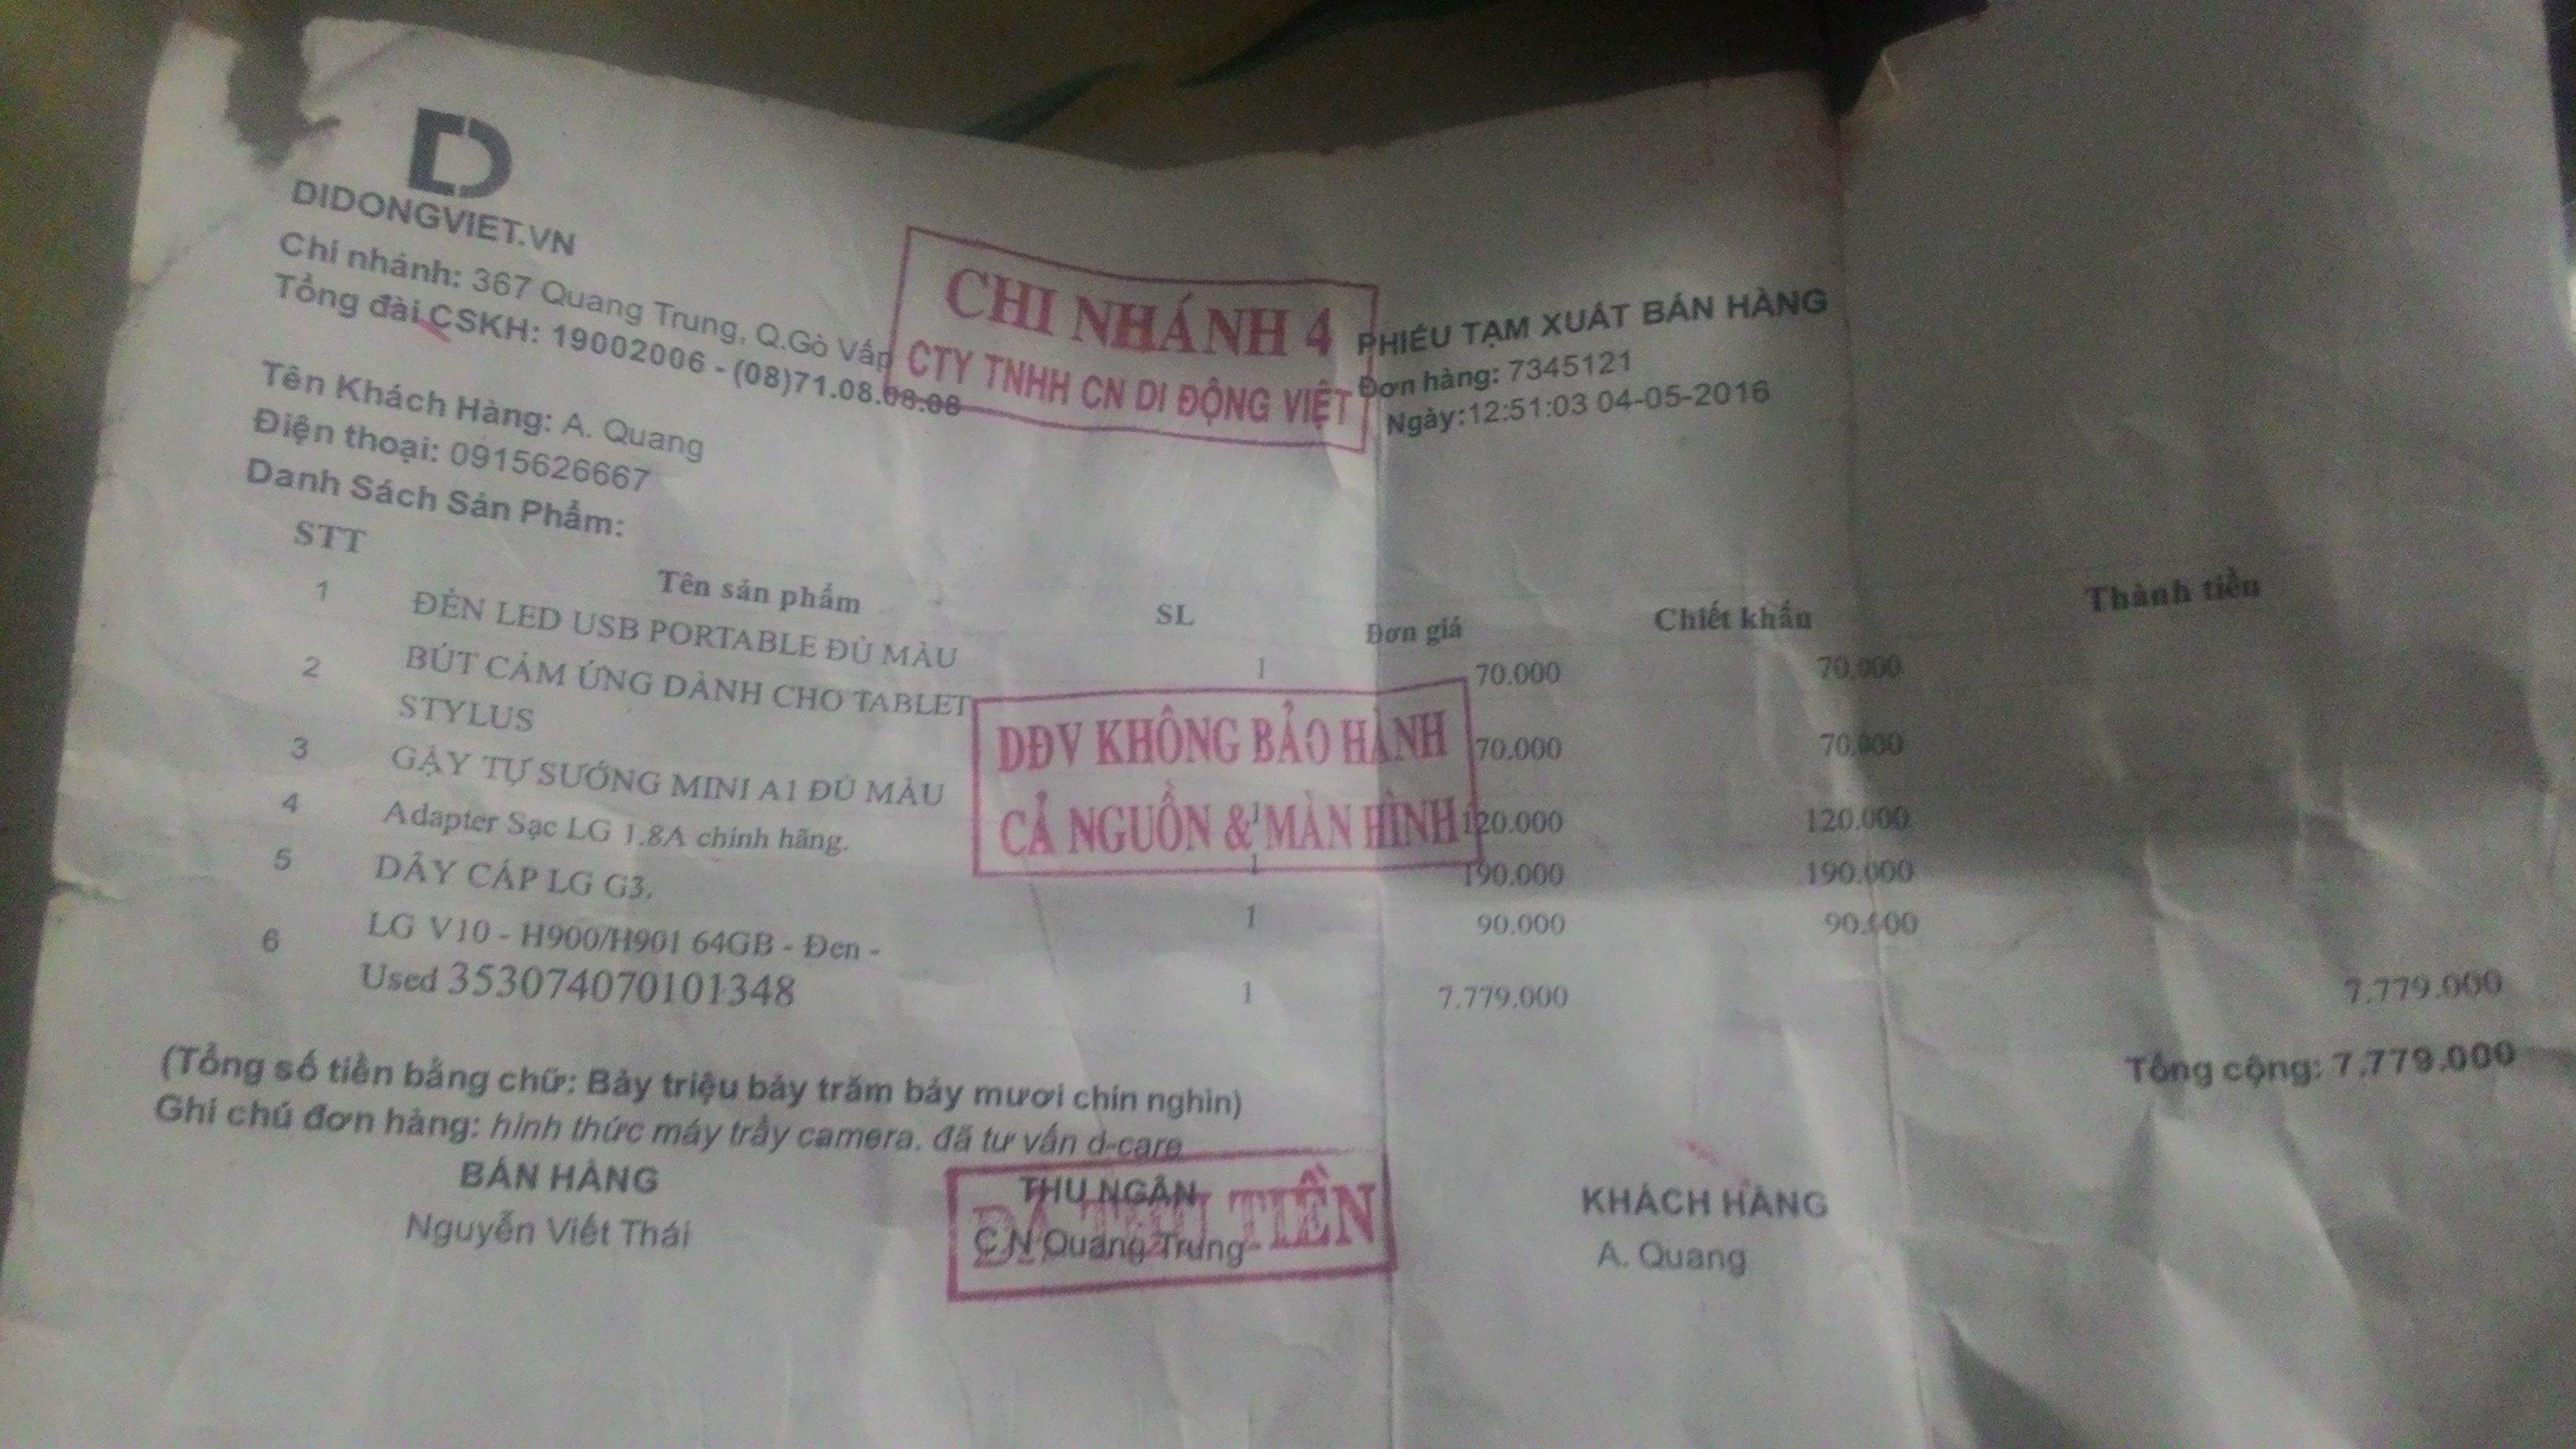 DIDONGVIET.VN
Chi nhánh: 367 Quang Trung, Q.Gò Vấp
Tổng đài CSKH: 19002006 - (08)71.08.08.08
CHI NHÁNH 4
CTY TNHH CN DI ĐỘNG VIỆT
PHIẾU TẠM XUẤT BÁN HÀNG
Đơn hàng: 7345121
Ngày:12:51:03 04-05-2016
Tên Khách Hàng: A. Quang
Điện thoại: 0915626667
Danh Sách Sản Phẩm:
STT Tên sản phẩm SL Đơn giá Chiết khấu Thành tiền
1 ĐÈN LED USB PORTABLE ĐỦ MÀU 1 70.000 70.000
2 BÚT CẢM ỨNG DÀNH CHO TABLET 70.000 70.000
STYLUS
3 GẬY TỰ SƯỚNG MINI A1 ĐỦ MÀU 1 120.000 120.000
4 Adapter Sạc LG 1.8A chính hãng. 1 190.000 190.000
5 DÂY CÁP LG G3. 1 90.000 90.000
6 LG V10 - H900/H901 64GB - Đen - 1 7.779.000 7.779.000
Used 353074070101348
DĐV KHÔNG BẢO HÀNH
CẢ NGUỒN & MÀN HÌNH
Tổng cộng: 7.779.000
(Tổng số tiền bằng chữ: Bảy triệu bảy trăm bảy mươi chín nghìn)
Ghi chú đơn hàng: hình thức máy trầy camera. đã tư vấn d-care
BÁN HÀNG THU NGÂN KHÁCH HÀNG
Nguyễn Viết Thái CN Quang Trung A. Quang
ĐÃ THU TIỀN